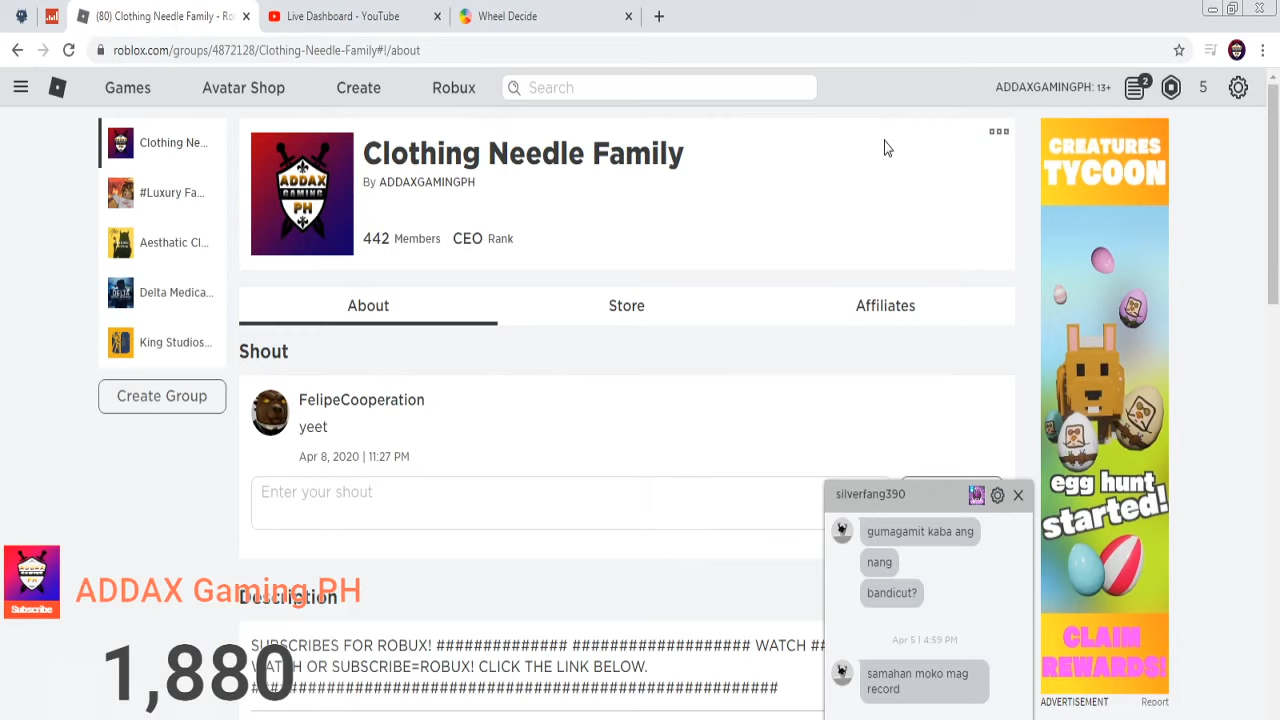 (80) Clothing Needle Family - Ro
Live Dashboard - YouTube
Wheel Decide
roblox.com/groups/4872128/Clothing-Needle-Family#!/about
Games
Avatar Shop
Create
Robux
Search
ADDAXGAMINGPH: 13+
2
5
Clothing Ne...
#Luxury Fa...
Aesthatic Cl...
Delta Medica...
King Studios...
Create Group
ADDAX
GAMING
PH
Clothing Needle Family
By ADDAXGAMINGPH
442 Members
CEO Rank
About
Store
Affiliates
Shout
FelipeCooperation
yeet
Apr 8, 2020 | 11:27 PM
Enter your shout
Description
SUBSCRIBES FOR ROBUX! ############## ################### WATCH ##
WATCH OR SUBSCRIBE=ROBUX! CLICK THE LINK BELOW.
silverfang390
gumagamit kaba ang
nang
bandicut?
Apr 5 | 4:59 PM
samahan moko mag
record
CREATURES
TYCOON
egg hunt
started!
CLAIM
REWARDS!
ADVERTISEMENT
Report
Subscribe
ADDAX Gaming PH
1,880